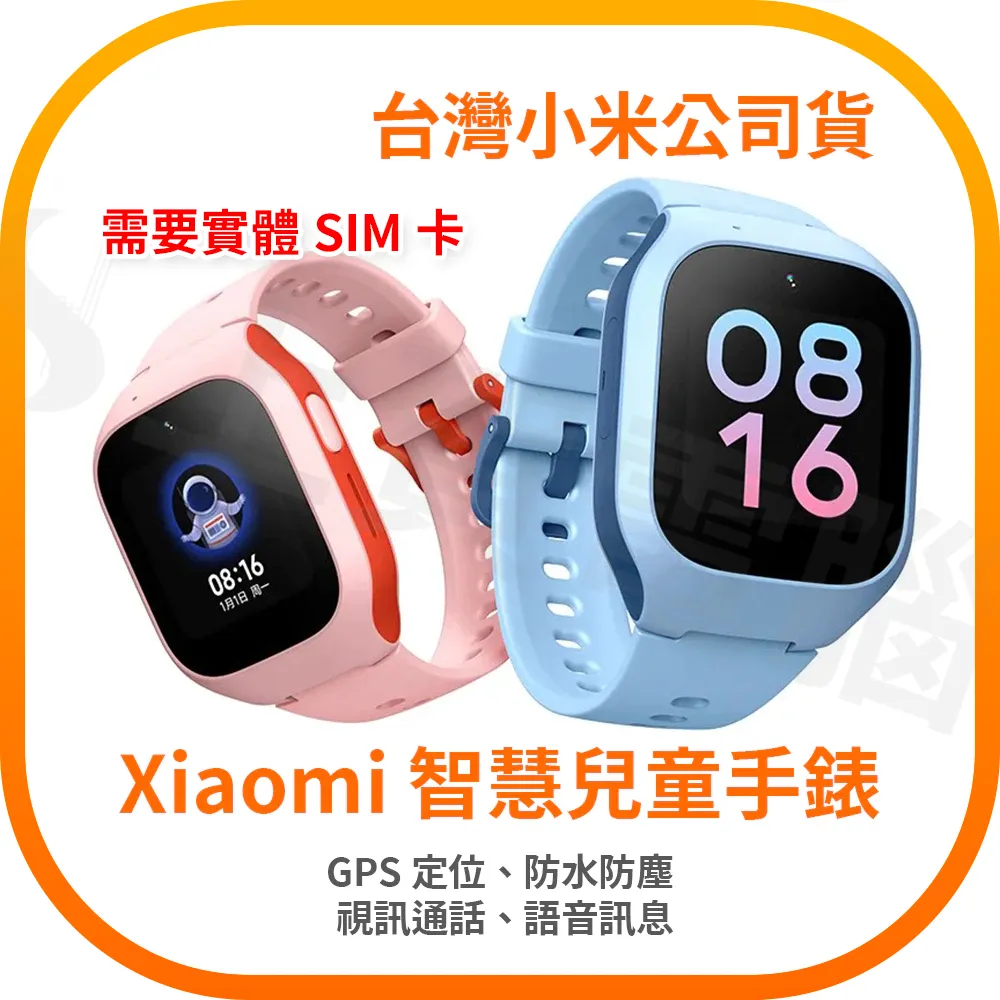 台灣小米公司貨
需要實體 SIM 卡
08
16
08:16
1月1日 周一
Xiaomi 智慧兒童手錶
GPS 定位、防水防塵
視訊通話、語音訊息